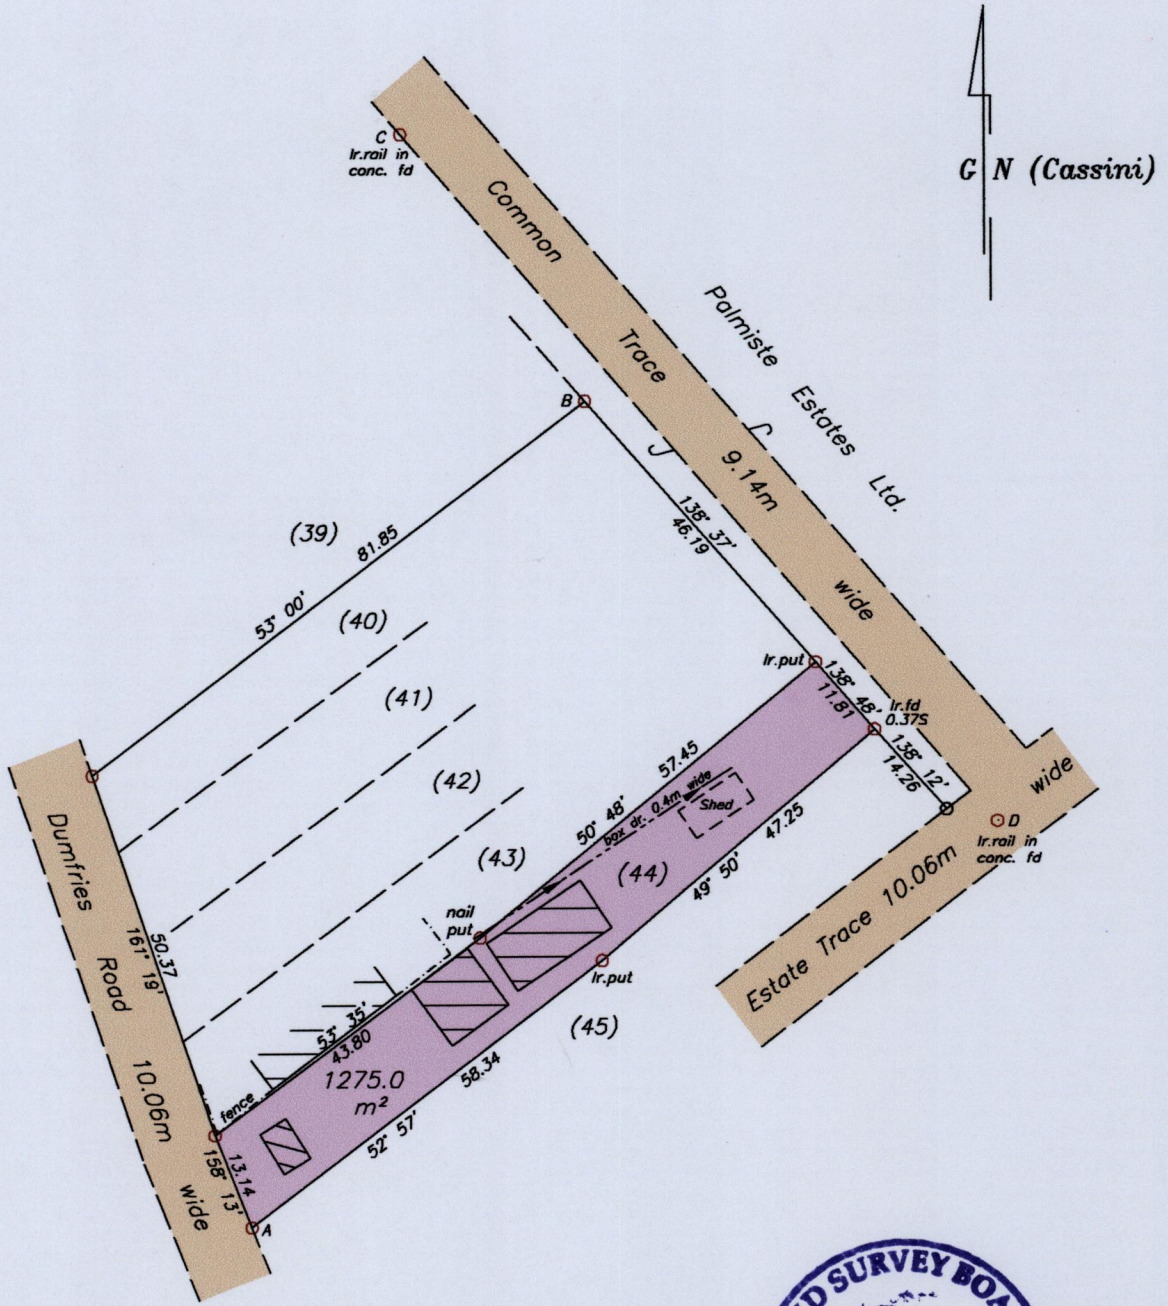 C
Ir.rail in
conc. fd
G N (Cassini)
Common
Trace
9.14m
wide
Palmiste Estates Ltd.
B
138° 37'
46.19
(39)
81.85
53° 00'
(40)
(41)
(42)
(43)
(44)
(45)
Ir.put
138° 48'
11.81
Ir.fd
0.37S
138° 12'
14.26
wide
D
Ir.rail in
conc. fd
Estate Trace 10.06m
57.45
50° 48'
box dr. 0.4m wide
Shed
47.25
49° 50'
nail
put
Ir.put
Dumfries
Road
10.06m
wide
50.37
161° 19'
53° 35'
43.80
fence
1275.0
m²
58.34
52° 57'
13.14
158° 13'
A
SURVEY